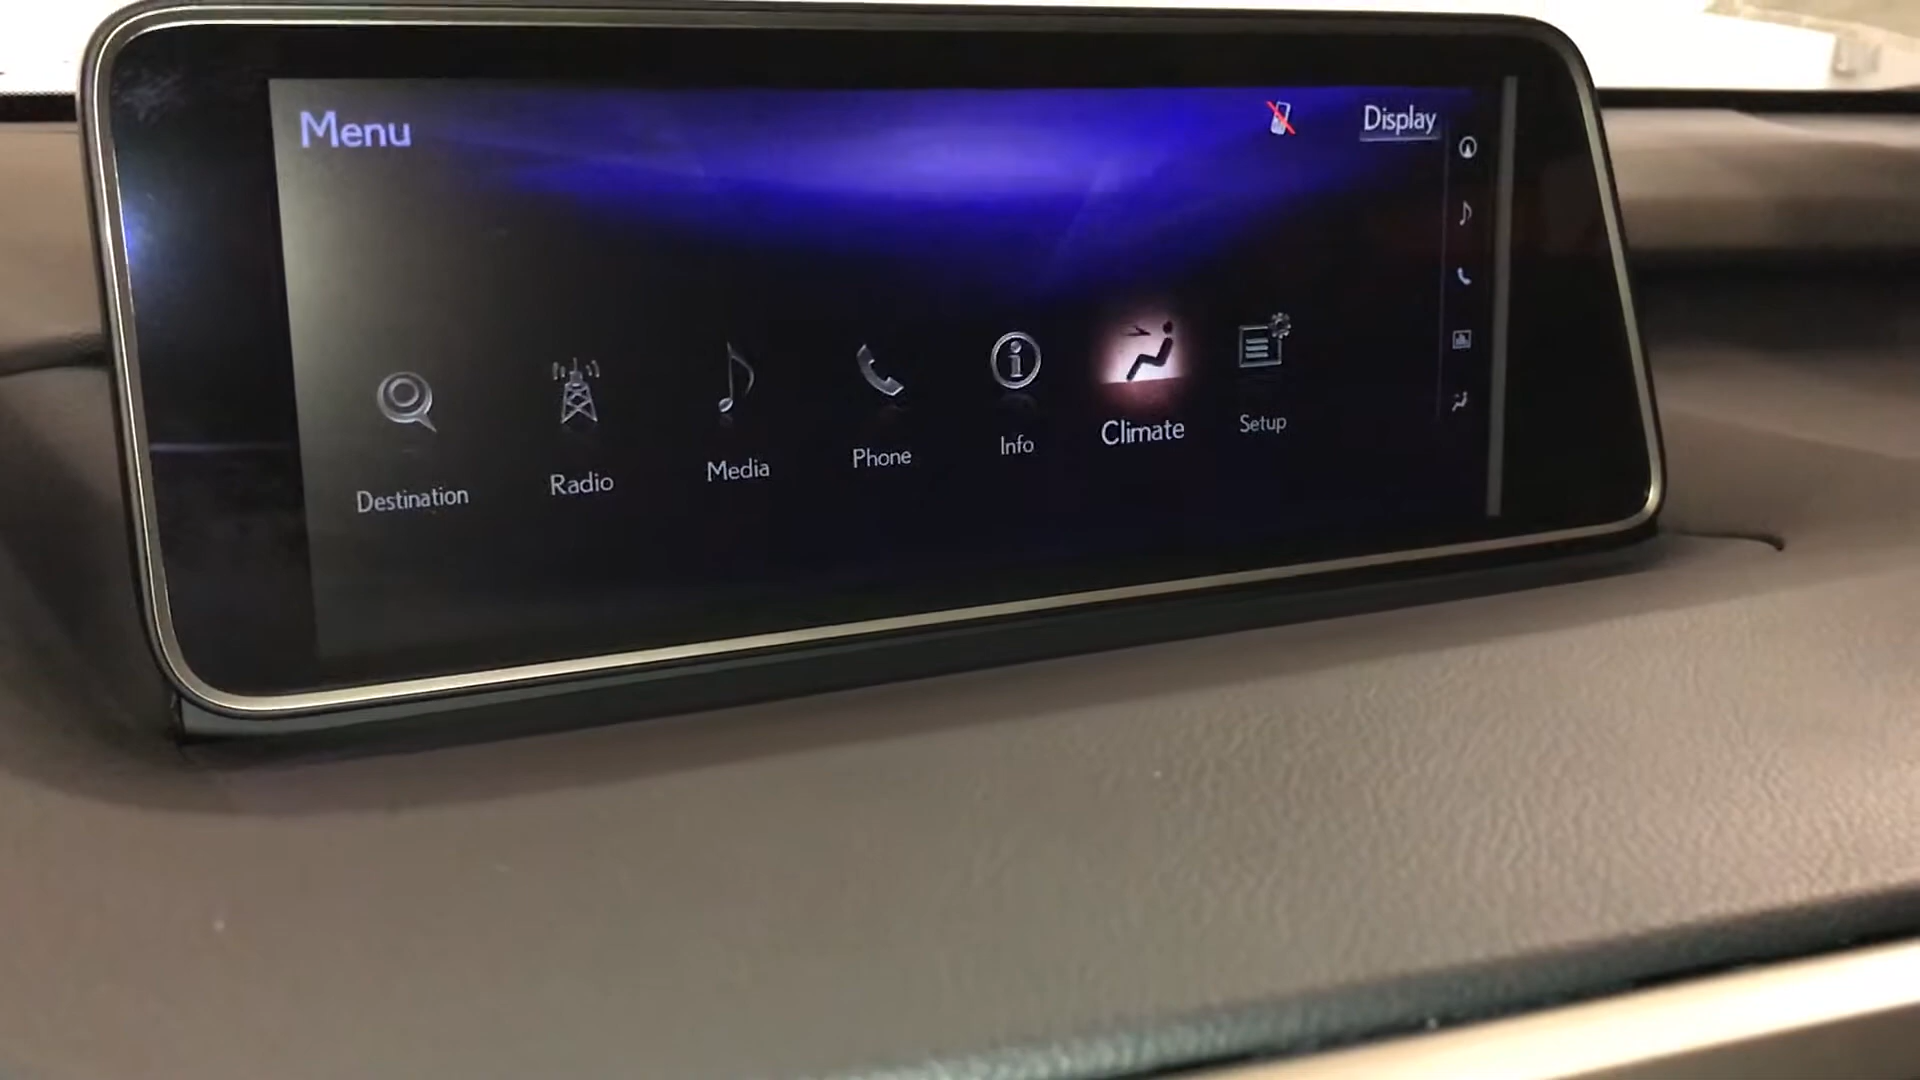 Menu
Display
Destination
Radio
Media
Phone
Info
Climate
Setup